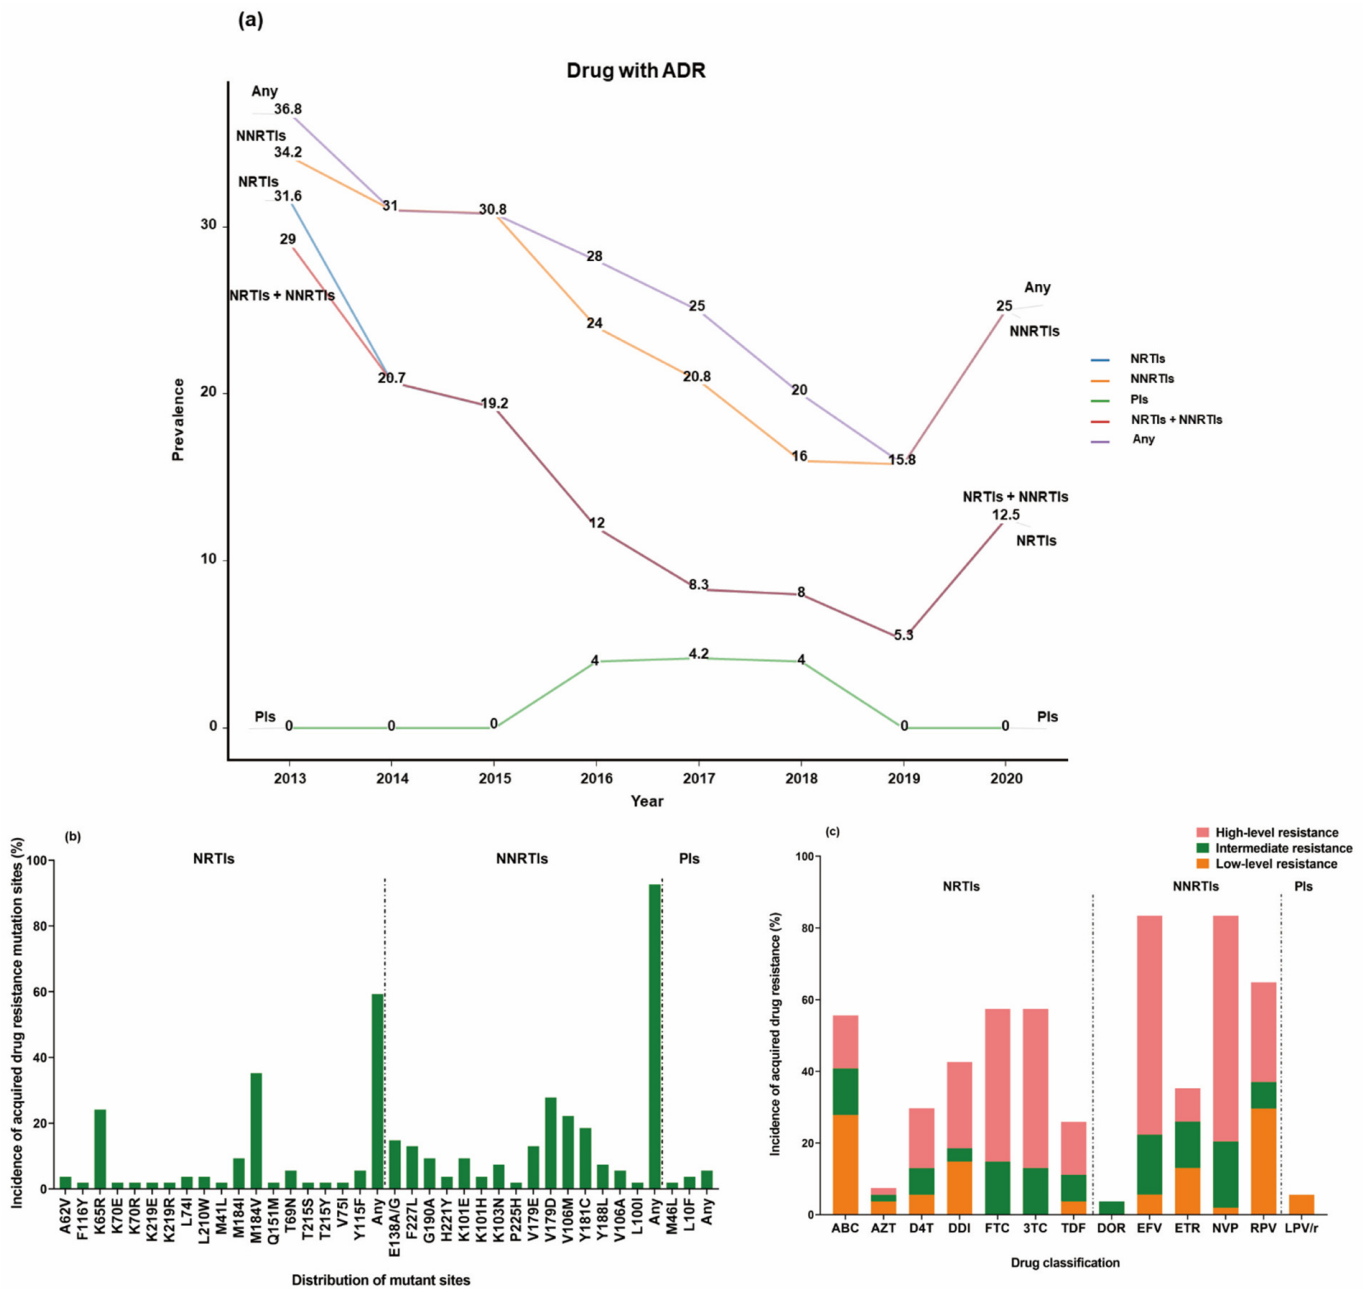 (a)
Drug with ADR
Any
36.8
NNRTIs
34.2
NRTIs
31.6
29
NRTIs + NNRTIs
31
30.8
28
25
24
20.8
20
16
15.8
25
Any
NNRTIs
20.7
19.2
12
8.3
8
5.3
NRTIs + NNRTIs
12.5
NRTIs
PIs
0
0
0
4
4.2
4
0
0
PIs
Prevalence
30
20
10
0
2013 2014 2015 2016 2017 2018 2019 2020
Year
NRTIs
NNRTIs
PIs
NRTIs + NNRTIs
Any
(b)
NRTIs NNRTIs PIs
Incidence of acquired drug resistance mutation sites (%)
100
80
60
40
20
0
A62V
F116Y
K65R
K70E
K70R
K219E
K219R
L74I
L210W
M41L
M184I
M184V
Q151M
T69N
T215S
T215Y
V75I
Y115F
Any
E138A/G
F227L
G190A
H221Y
K101E
K101H
K103N
P225H
V179E
V179D
V106M
Y181C
Y188L
V106A
L100I
Any
M46L
L10F
Any
Distribution of mutant sites
(c)
High-level resistance
Intermediate resistance
Low-level resistance
NRTIs NNRTIs PIs
Incidence of acquired drug resistance (%)
100
80
60
40
20
0
ABC AZT D4T DDI FTC 3TC TDF DOR EFV ETR NVP RPV LPV/r
Drug classification